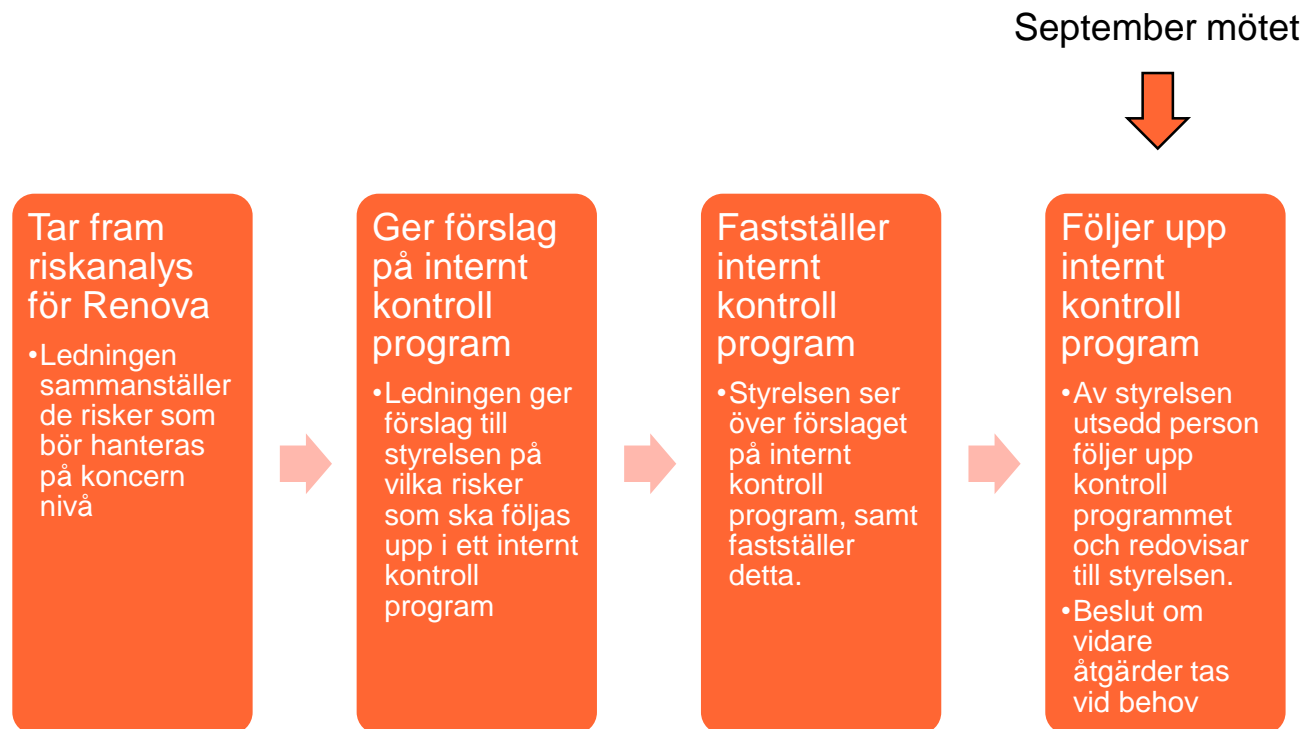 September mötet
Tar fram
riskanalys
för Renova
•Ledningen
sammanställer
de risker som
bör hanteras
på koncern
nivå
Ger förslag
på internt
kontroll
program
•Ledningen ger
förslag till
styrelsen på
vilka risker
som ska följas
upp i ett internt
kontroll
program
Fastställer
internt
kontroll
program
•Styrelsen ser
över förslaget
på internt
kontroll
program, samt
fastställer
detta.
Följer upp
internt
kontroll
program
•Av styrelsen
utsedd person
följer upp
kontroll
programmet
och redovisar
till styrelsen.
•Beslut om
vidare
åtgärder tas
vid behov